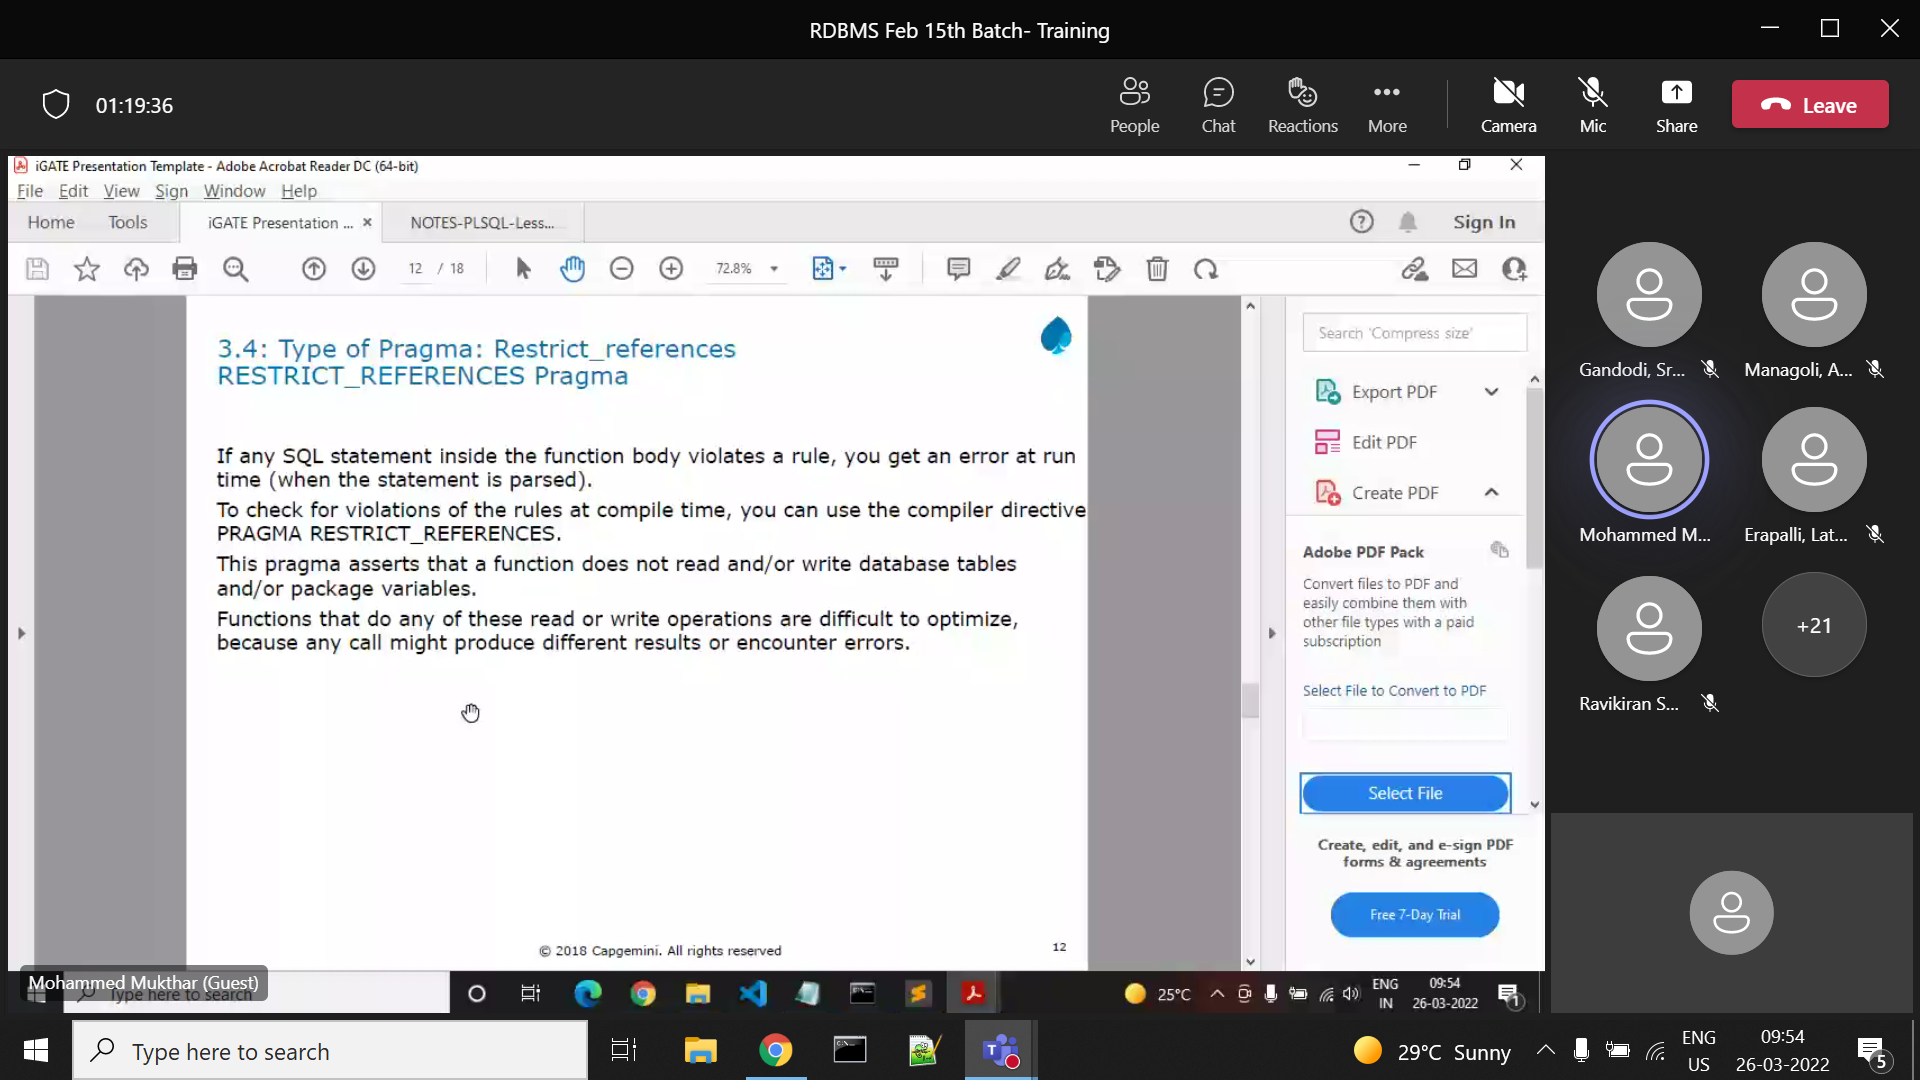 RDBMS Feb 15th Batch- Training
01:19:36
People
Chat
Reactions
More
Camera
Mic
Share
Leave
iGATE Presentation Template - Adobe Acrobat Reader DC (64-bit)
File Edit View Sign Window Help
Home Tools iGATE Presentation ... × NOTES-PLSQL-Less... Sign In
12 / 18 72.8%
3.4: Type of Pragma: Restrict_references
RESTRICT_REFERENCES Pragma
If any SQL statement inside the function body violates a rule, you get an error at run
time (when the statement is parsed).
To check for violations of the rules at compile time, you can use the compiler directive
PRAGMA RESTRICT_REFERENCES.
This pragma asserts that a function does not read and/or write database tables
and/or package variables.
Functions that do any of these read or write operations are difficult to optimize,
because any call might produce different results or encounter errors.
© 2018 Capgemini. All rights reserved
12
Search 'Compress size'
Export PDF
Edit PDF
Create PDF
Adobe PDF Pack
Convert files to PDF and
easily combine them with
other file types with a paid
subscription
Select File to Convert to PDF
Select File
Create, edit, and e-sign PDF
forms & agreements
Free 7-Day Trial
Gandodi, Sr...
Managoli, A...
Mohammed M...
Erapalli, Lat...
Ravikiran S...
+21
Mohammed Mukthar (Guest)
Type here to search
25°C
ENG
IN
09:54
26-03-2022
1
Type here to search
29°C Sunny
ENG
US
09:54
26-03-2022
5